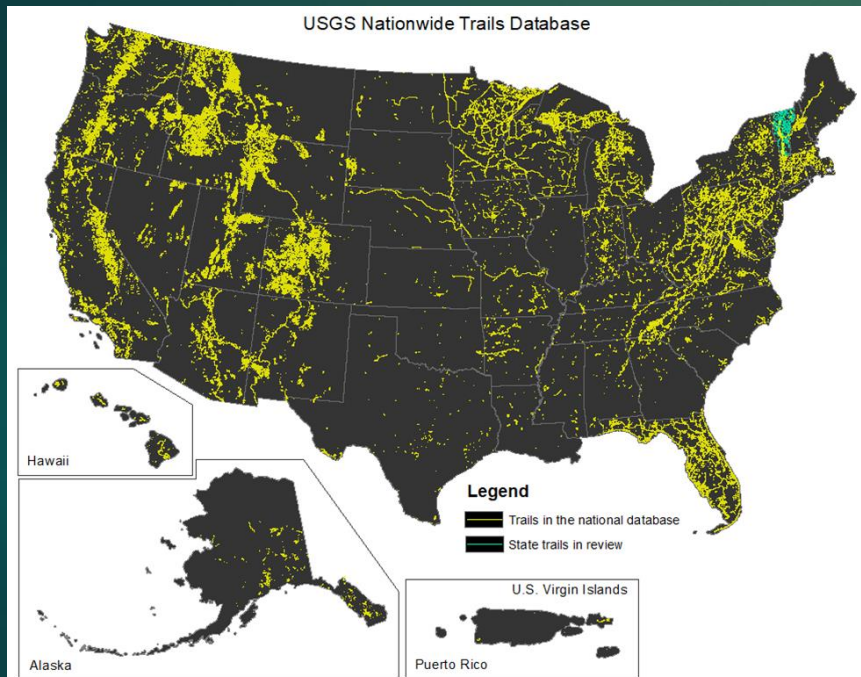 USGS Nationwide Trails Database
Hawaii
Legend
Trails in the national database
State trails in review
U.S. Virgin Islands
Alaska
Puerto Rico